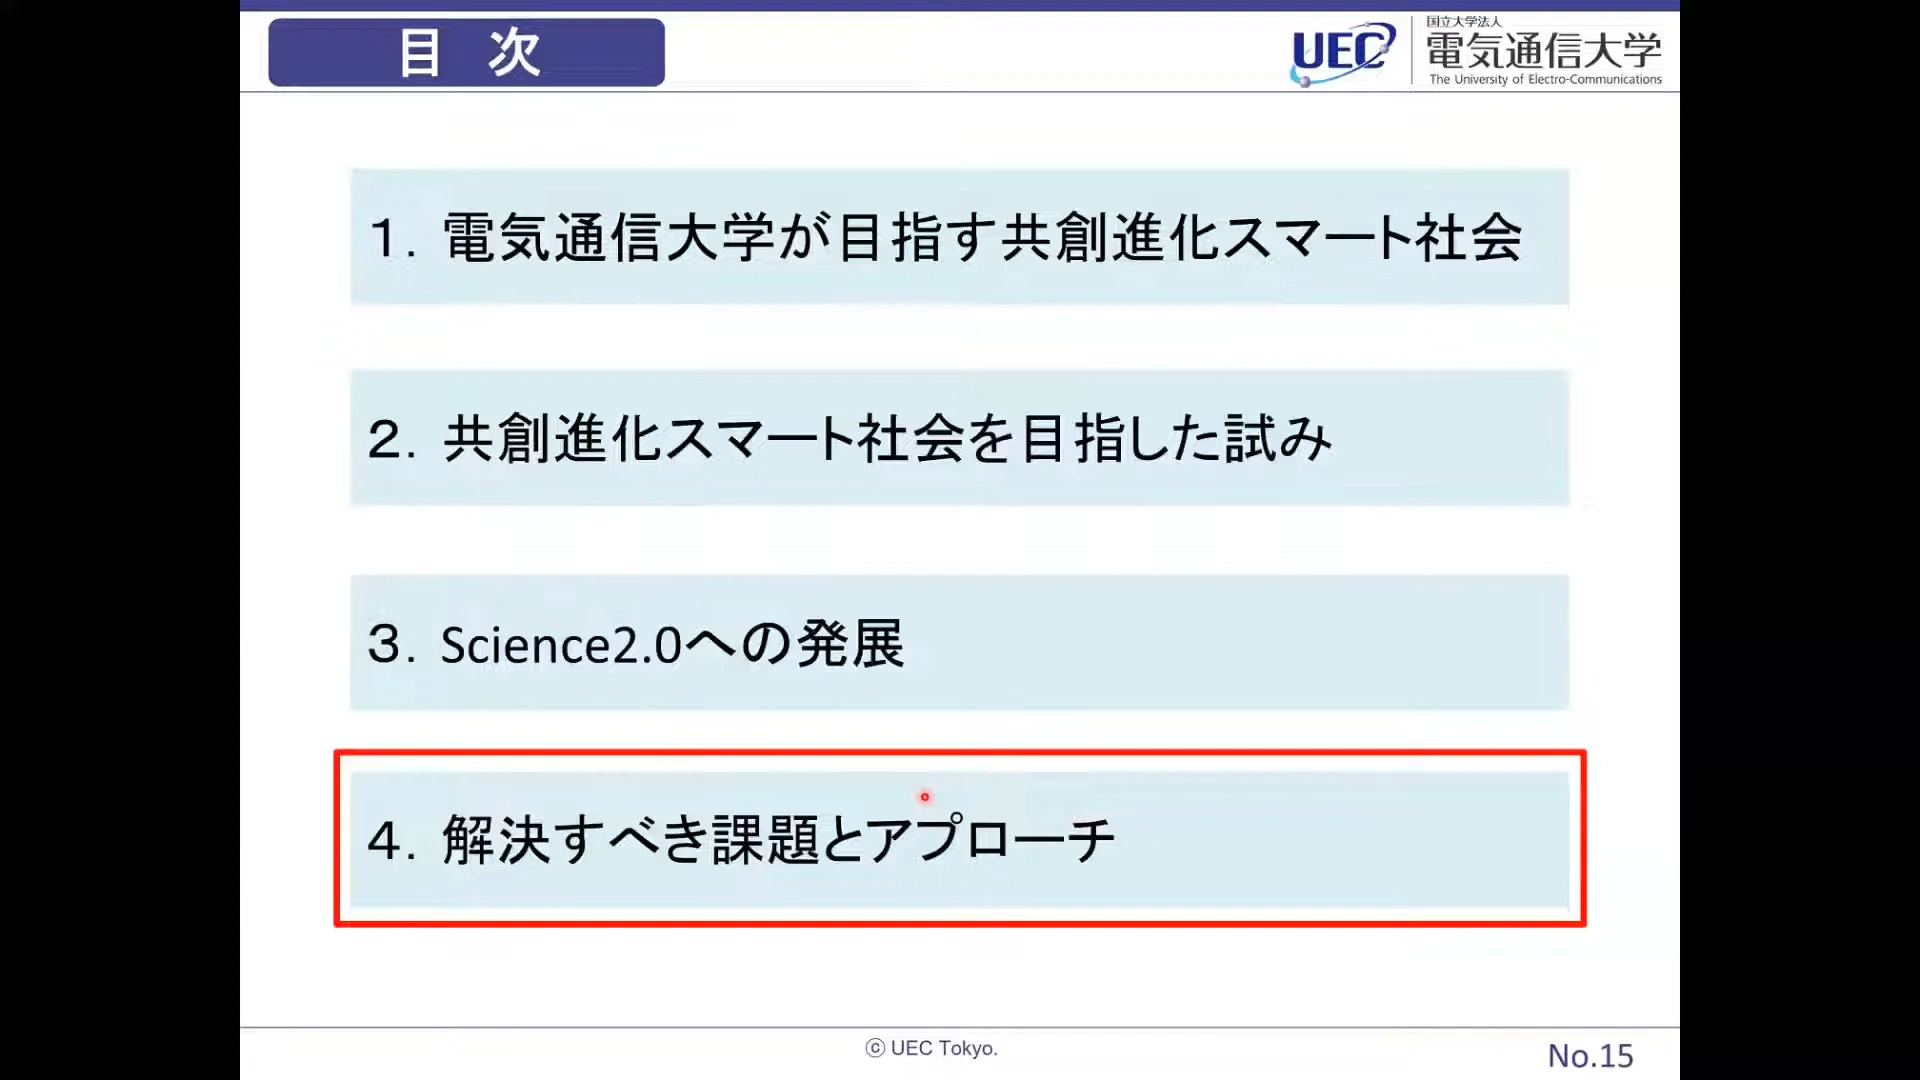 目 次
UEC
国立大学法人
電気通信大学
The University of Electro-Communications
1. 電気通信大学が目指す共創進化スマート社会
2. 共創進化スマート社会を目指した試み
3. Science2.0への発展
4. 解決すべき課題とアプローチ
ⓒ UEC Tokyo.
No.15